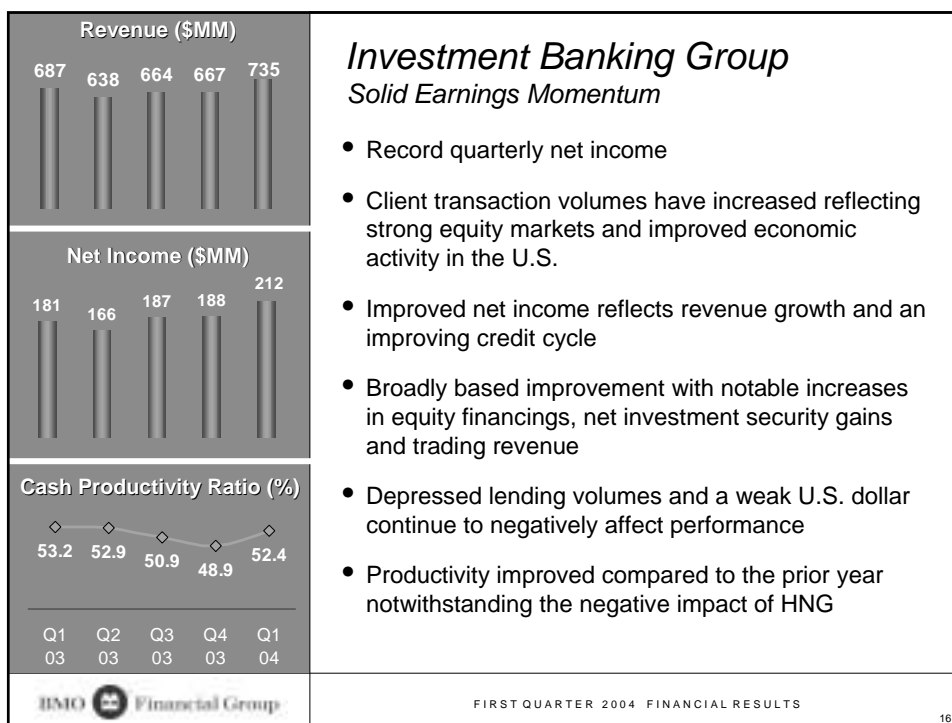 Revenue ($MM)
687 638 664 667 735
Net Income ($MM)
181 166 187 188 212
Cash Productivity Ratio (%)
53.2 52.9 50.9 48.9 52.4
Q1 Q2 Q3 Q4 Q1
03 03 03 03 04
Investment Banking Group
Solid Earnings Momentum
• Record quarterly net income
• Client transaction volumes have increased reflecting
strong equity markets and improved economic
activity in the U.S.
• Improved net income reflects revenue growth and an
improving credit cycle
• Broadly based improvement with notable increases
in equity financings, net investment security gains
and trading revenue
• Depressed lending volumes and a weak U.S. dollar
continue to negatively affect performance
• Productivity improved compared to the prior year
notwithstanding the negative impact of HNG
BMO Financial Group
FIRST QUARTER 2004 FINANCIAL RESULTS
16